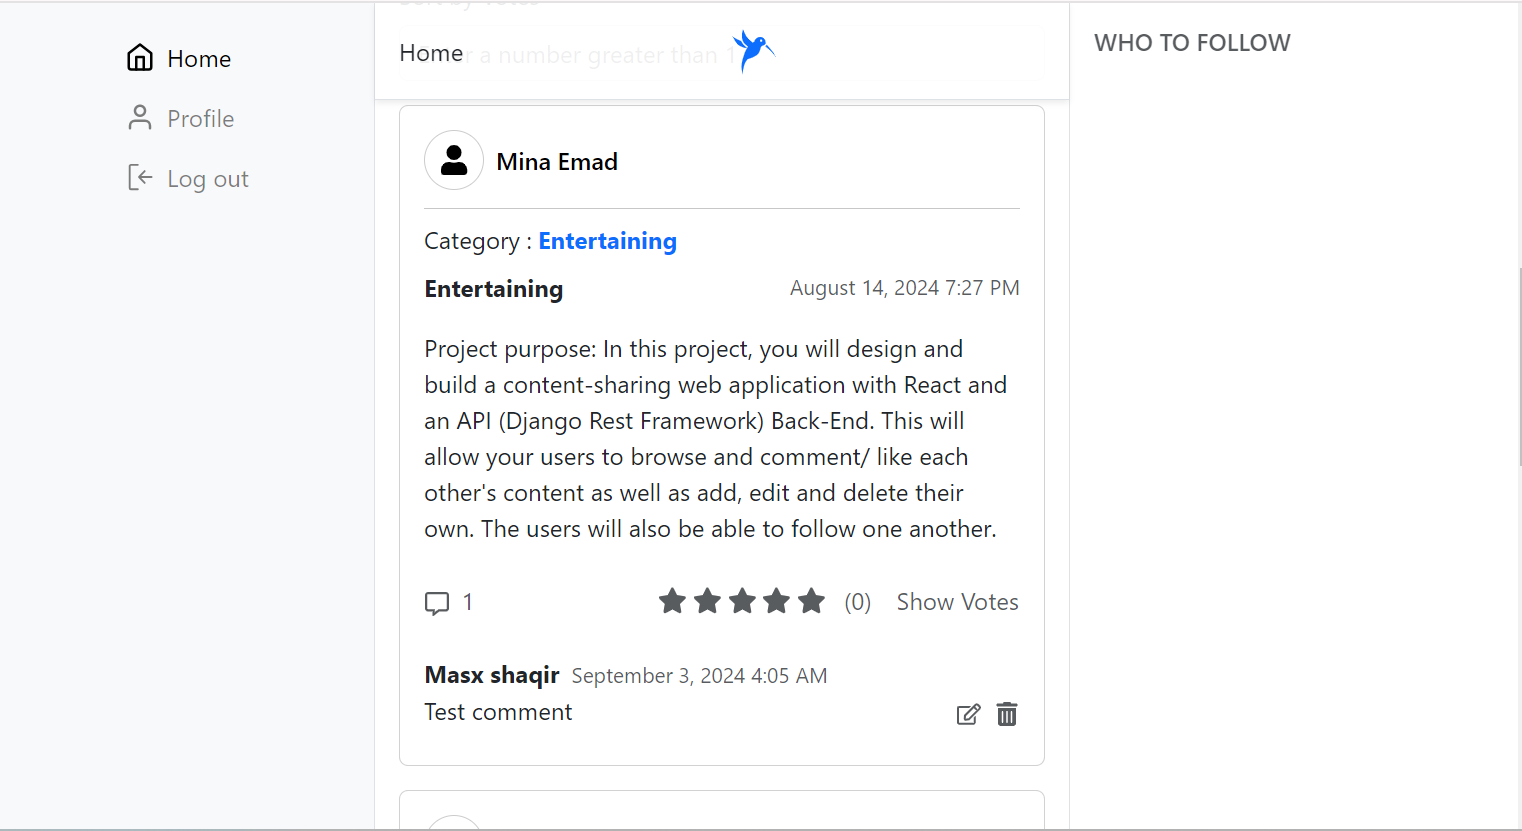 Home
Profile
Log out
Sort by votes
Home
r a number greater than 1
WHO TO FOLLOW
Mina Emad
Category : Entertaining
Entertaining
August 14, 2024 7:27 PM
Project purpose: In this project, you will design and
build a content-sharing web application with React and
an API (Django Rest Framework) Back-End. This will
allow your users to browse and comment/ like each
other's content as well as add, edit and delete their
own. The users will also be able to follow one another.
1
(0) Show Votes
Masx shaqir September 3, 2024 4:05 AM
Test comment